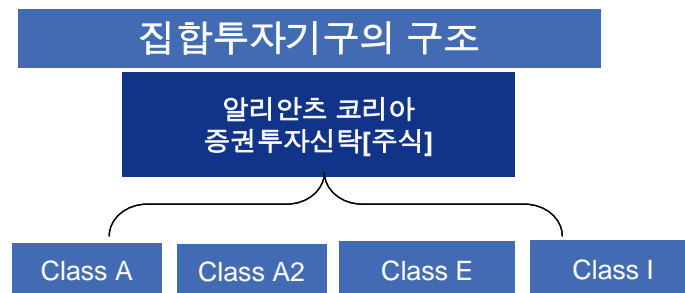 집합투자기구의 구조
알리안츠 코리아
증권투자신탁[주식]
Class A
Class A2
Class E
Class I